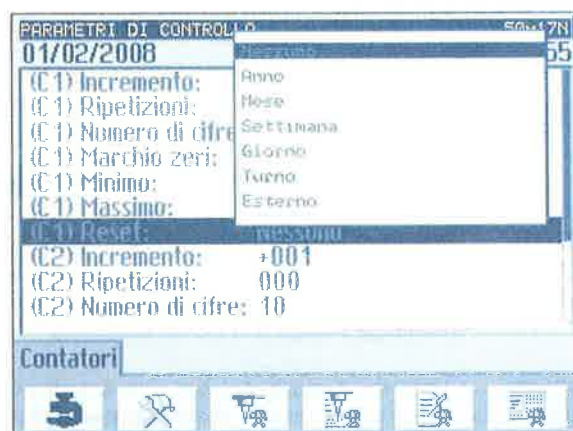 PARAMETRI DI CONTROLLO
01/02/2008 55
Nessuno
Anno
Mese
Settimana
Giorno
Turno
Esterno
(C1) Incremento:
(C1) Ripetizioni:
(C1) Numero di cifre
(C1) Marchio zeri:
(C1) Minimo:
(C1) Massimo:
(C1) Reset: Nessuno
(C2) Incremento: +001
(C2) Ripetizioni: 000
(C2) Numero di cifre: 10
Contatori